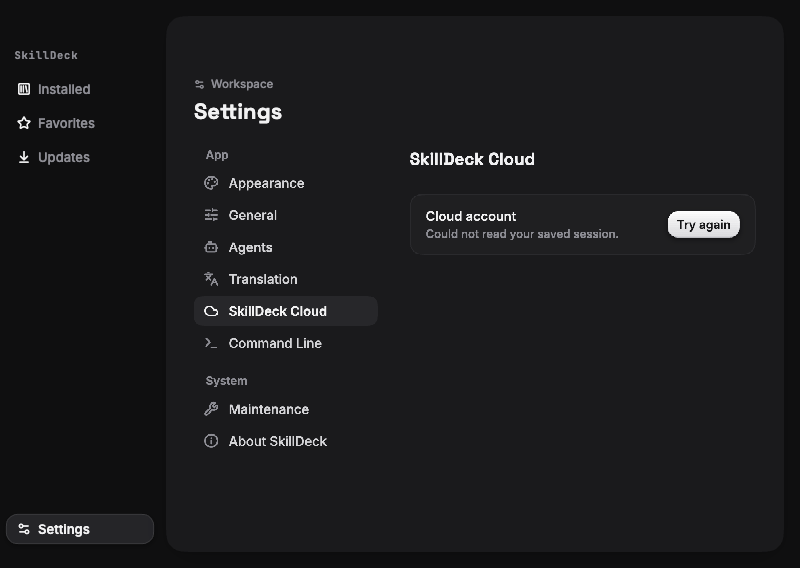 SkillDeck
Installed
Favorites
Updates
Settings
Workspace
Settings
App
Appearance
General
Agents
Translation
SkillDeck Cloud
Command Line
System
Maintenance
About SkillDeck
SkillDeck Cloud
Cloud account
Could not read your saved session.
Try again